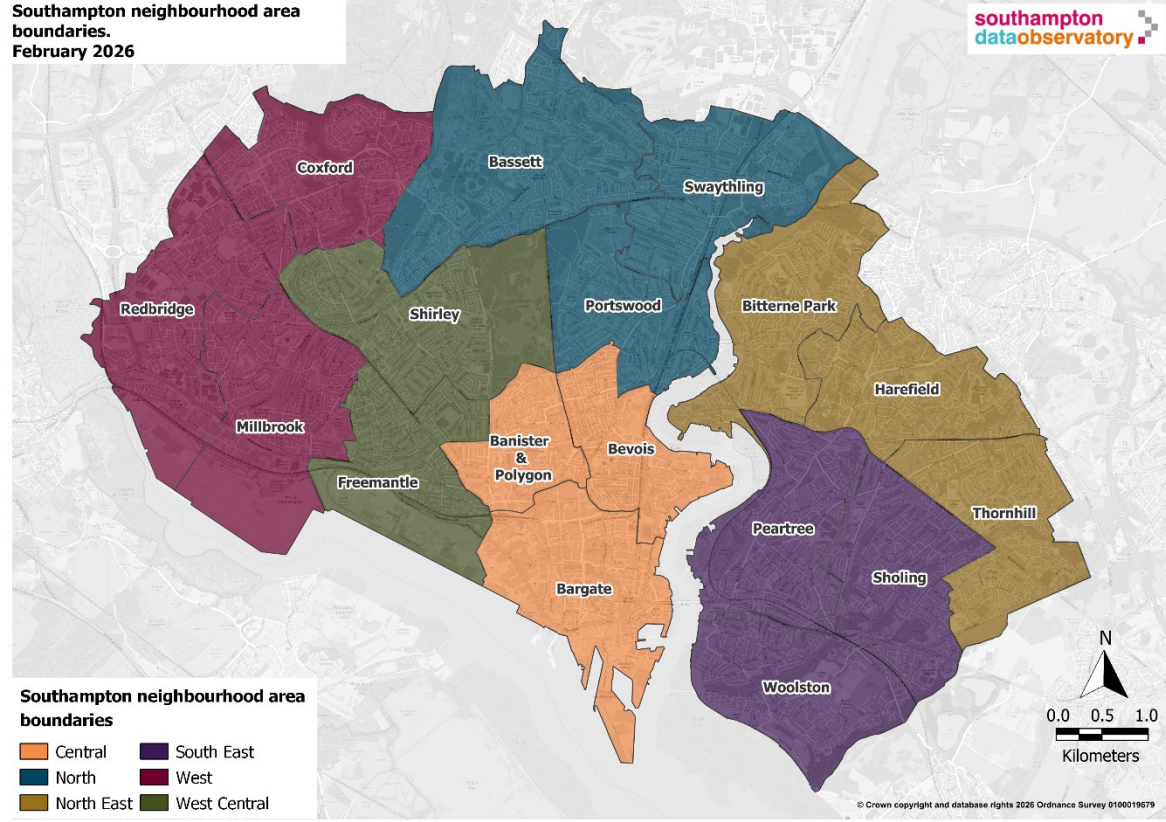 Southampton neighbourhood area
boundaries.
February 2026
southampton
dataobservatory
Coxford
Bassett
Swaythling
Redbridge
Shirley
Portswood
Bitterne Park
Harefield
Millbrook
Banister
&
Polygon
Bevois
Freemantle
Peartree
Thornhill
Bargate
Sholing
Woolston
N
0.0 0.5 1.0
Kilometers
Southampton neighbourhood area
boundaries
Central
South East
North
West
North East
West Central
© Crown copyright and database rights 2026 Ordnance Survey 0100019679